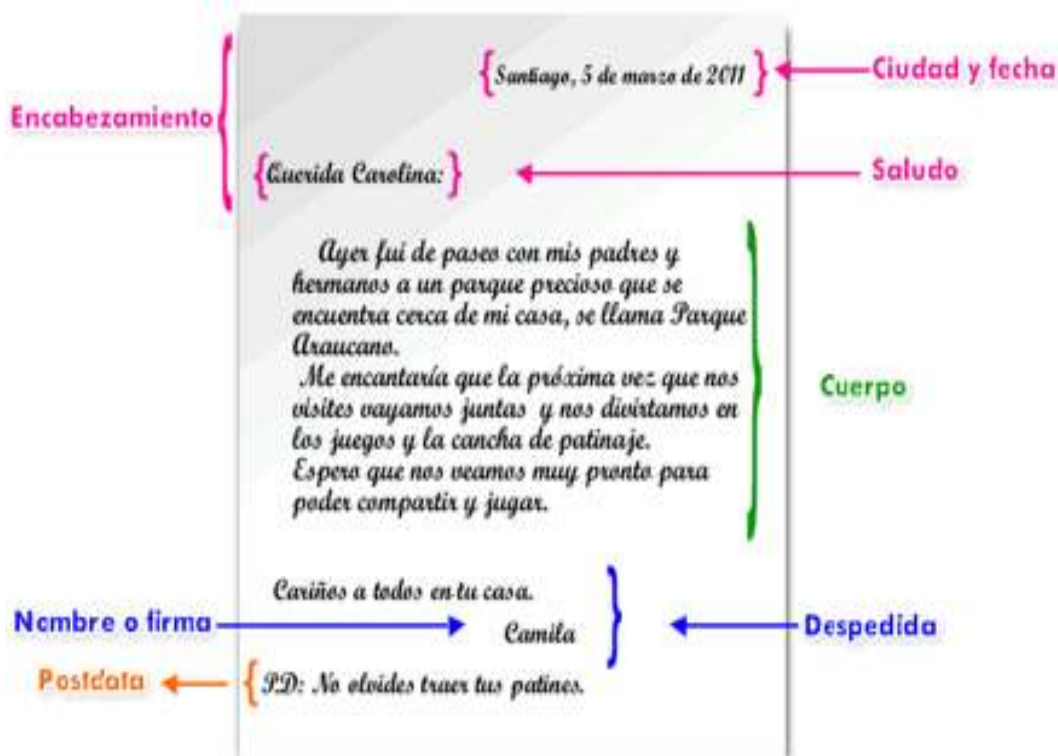 Santiago, 5 de marzo de 2011
Ciudad y fecha
Encabezamiento
Querida Carolina:
Saludo
Ayer fui de paseo con mis padres y
hermanos a un parque precioso que se
encuentra cerca de mi casa, se llama Parque
Araucano.
Me encantaría que la próxima vez que nos
visites vayamos juntas y nos divirtamos en
los juegos y la cancha de patinaje.
Espero que nos veamos muy pronto para
poder compartir y jugar.
Cuerpo
Cariños a todos en tu casa.
Nombre o firma
Camila
Despedida
Postdata
PD: No olvides traer tus patines.